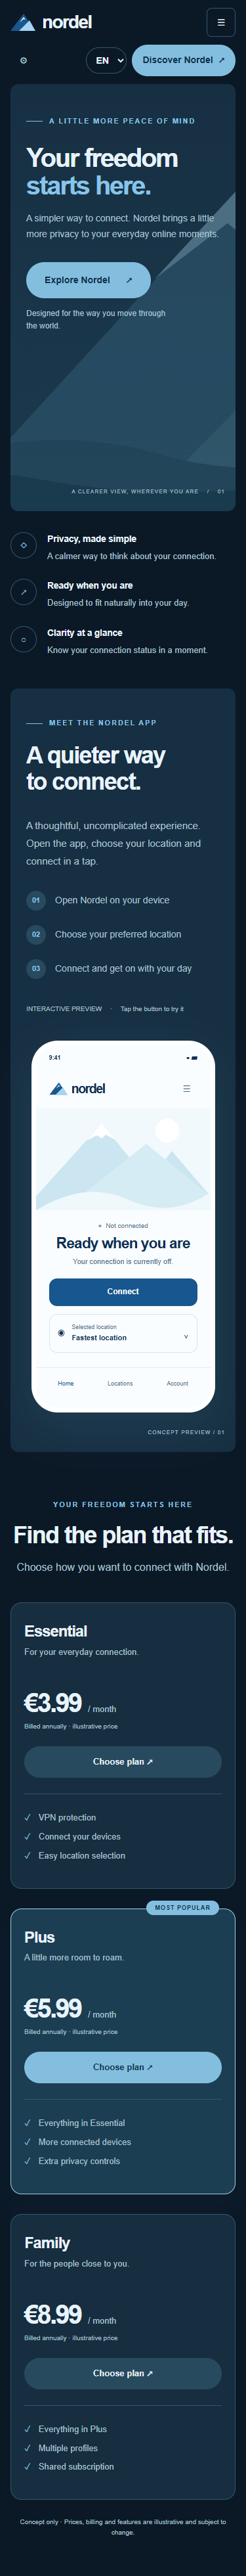 nordel
EN
Discover Nordel ↗
A LITTLE MORE PEACE OF MIND
Your freedom
starts here.
A simpler way to connect. Nordel brings a little
more privacy to your everyday online moments.
Explore Nordel ↗
Designed for the way you move through
the world.
A CLEARER VIEW, WHEREVER YOU ARE / 01
Privacy, made simple
A calmer way to think about your connection.
Ready when you are
Designed to fit naturally into your day.
Clarity at a glance
Know your connection status in a moment.
MEET THE NORDEL APP
A quieter way
to connect.
A thoughtful, uncomplicated experience.
Open the app, choose your location and
connect in a tap.
01 Open Nordel on your device
02 Choose your preferred location
03 Connect and get on with your day
INTERACTIVE PREVIEW · Tap the button to try it
9:41
nordel
Not connected
Ready when you are
Your connection is currently off.
Connect
Selected location
Fastest location
Home Locations Account
CONCEPT PREVIEW / 01
YOUR FREEDOM STARTS HERE
Find the plan that fits.
Choose how you want to connect with Nordel.
Essential
For your everyday connection.
€3.99 / month
Billed annually · illustrative price
Choose plan ↗
✓ VPN protection
✓ Connect your devices
✓ Easy location selection
MOST POPULAR
Plus
A little more room to roam.
€5.99 / month
Billed annually · illustrative price
Choose plan ↗
✓ Everything in Essential
✓ More connected devices
✓ Extra privacy controls
Family
For the people close to you.
€8.99 / month
Billed annually · illustrative price
Choose plan ↗
✓ Everything in Plus
✓ Multiple profiles
✓ Shared subscription
Concept only · Prices, billing and features are illustrative and subject to
change.